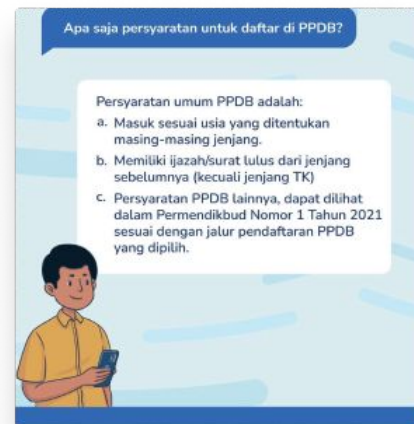 Apa saja persyaratan untuk daftar di PPDB?
Persyaratan umum PPDB adalah:
a. Masuk sesuai usia yang ditentukan
masing-masing jenjang.
b. Memiliki ijazah/surat lulus dari jenjang
sebelumnya (kecuali jenjang TK)
c. Persyaratan PPDB lainnya, dapat dilihat
dalam Permendikbud Nomor 1 Tahun 2021
sesuai dengan jalur pendaftaran PPDB
yang dipilih.